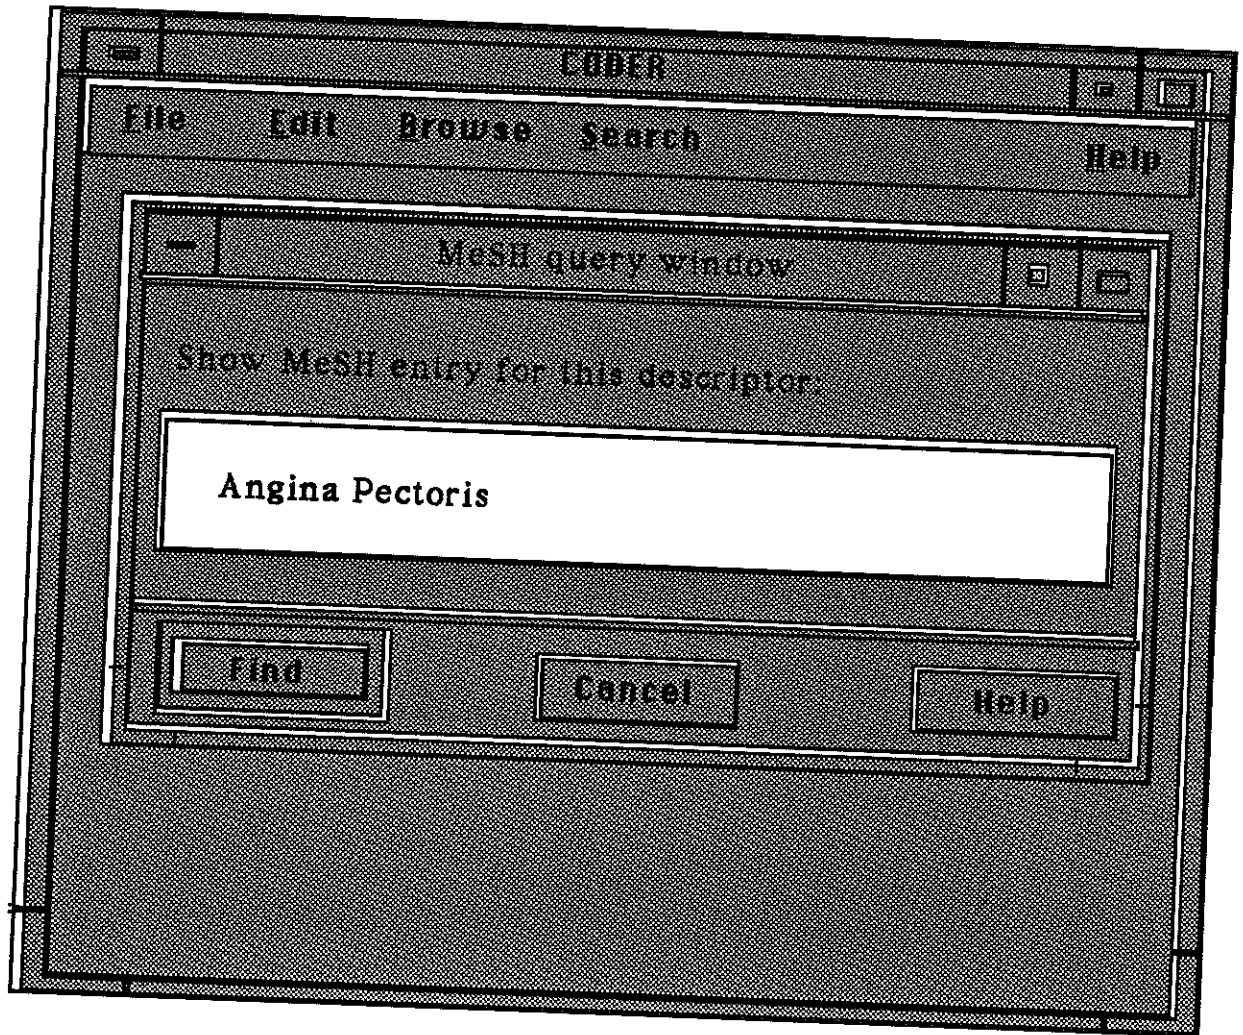 CODER
File Edit Browse Search Help
MeSH query window
Show MeSH entry for this descriptor:
Angina Pectoris
Find Cancel Help